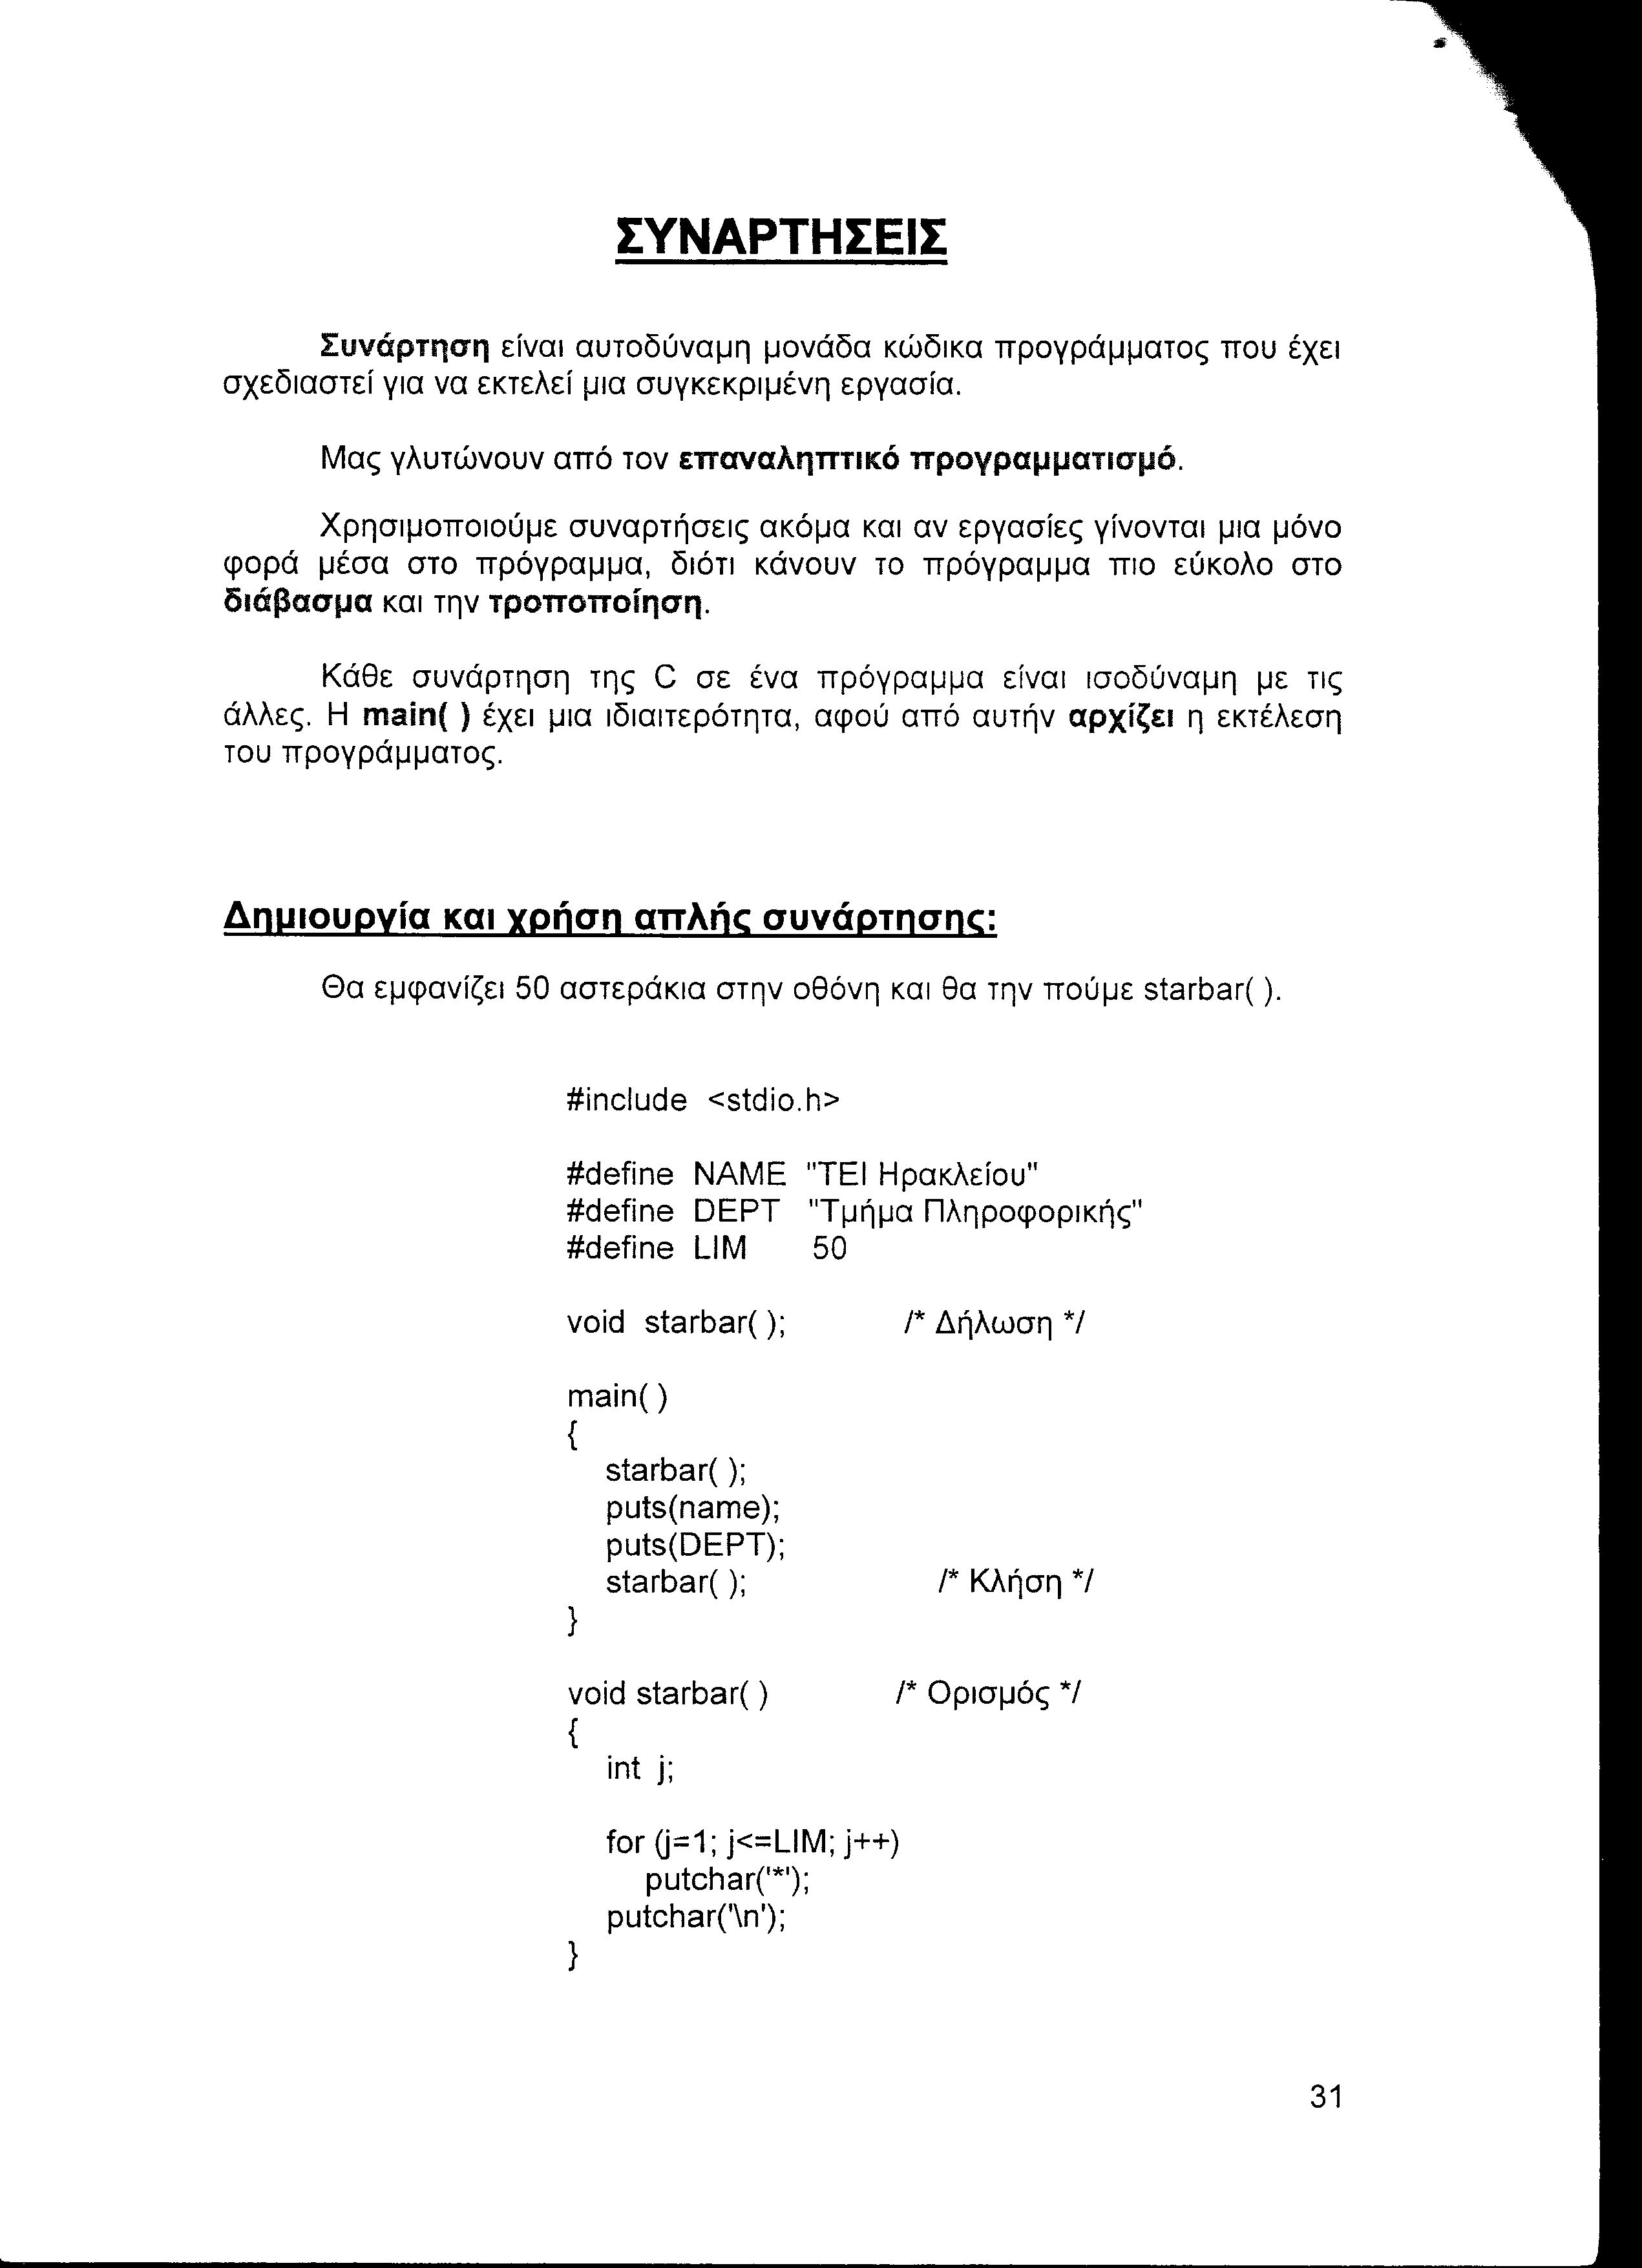 ΣΥΝΑΡΤΗΣΕΙΣ
Συνάρτηση είναι αυτοδύναμη μονάδα κώδικα προγράμματος που έχει
σχεδιαστεί για να εκτελεί μια συγκεκριμένη εργασία.
Μας γλυτώνουν από τον επαναληπτικό προγραμματισμό.
Χρησιμοποιούμε συναρτήσεις ακόμα και αν εργασίες γίνονται μια μόνο
φορά μέσα στο πρόγραμμα, διότι κάνουν το πρόγραμμα πιο εύκολο στο
διάβασμα και την τροποποίηση.
Κάθε συνάρτηση της C σε ένα πρόγραμμα είναι ισοδύναμη με τις
άλλες. Η main( ) έχει μια ιδιαιτερότητα, αφού από αυτήν αρχίζει η εκτέλεση
του προγράμματος.
Δημιουργία και χρήση απλής συνάρτησης:
Θα εμφανίζει 50 αστεράκια στην οθόνη και θα την πούμε starbar( ).
#include <stdio.h>
#define NAME "ΤΕΙ Ηρακλείου"
#define DEPT "Τμήμα Πληροφορικής"
#define LIM 50
void starbar( ); /* Δήλωση */
main( )
{
starbar( );
puts(name);
puts(DEPT);
starbar( ); /* Κλήση */
}
void starbar( ) /* Ορισμός */
{
int j;
for (j=1; j<=LIM; j++)
putchar('*');
putchar('\n');
}
31